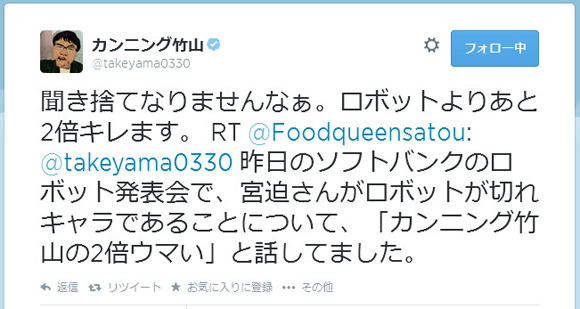 カンニング竹山
@takeyama0330
フォロー中
聞き捨てなりませんなぁ。ロボットよりあと
2倍キレます。 RT @Foodqueensatou:
@takeyama0330 昨日のソフトバンクのロ
ボット発表会で、宮迫さんがロボットが切れ
キャラであることについて、「カンニング竹
山の2倍ウマい」と話してました。
返信 リツイート お気に入りに登録 その他